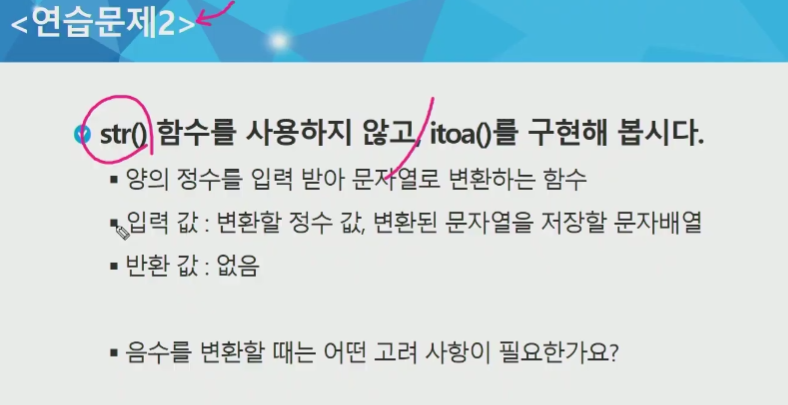 <연습문제2>
str() 함수를 사용하지 않고, itoa()를 구현해 봅시다.
▪ 양의 정수를 입력 받아 문자열로 변환하는 함수
▪ 입력 값 : 변환할 정수 값, 변환된 문자열을 저장할 문자배열
▪ 반환 값 : 없음
▪ 음수를 변환할 때는 어떤 고려 사항이 필요한가요?